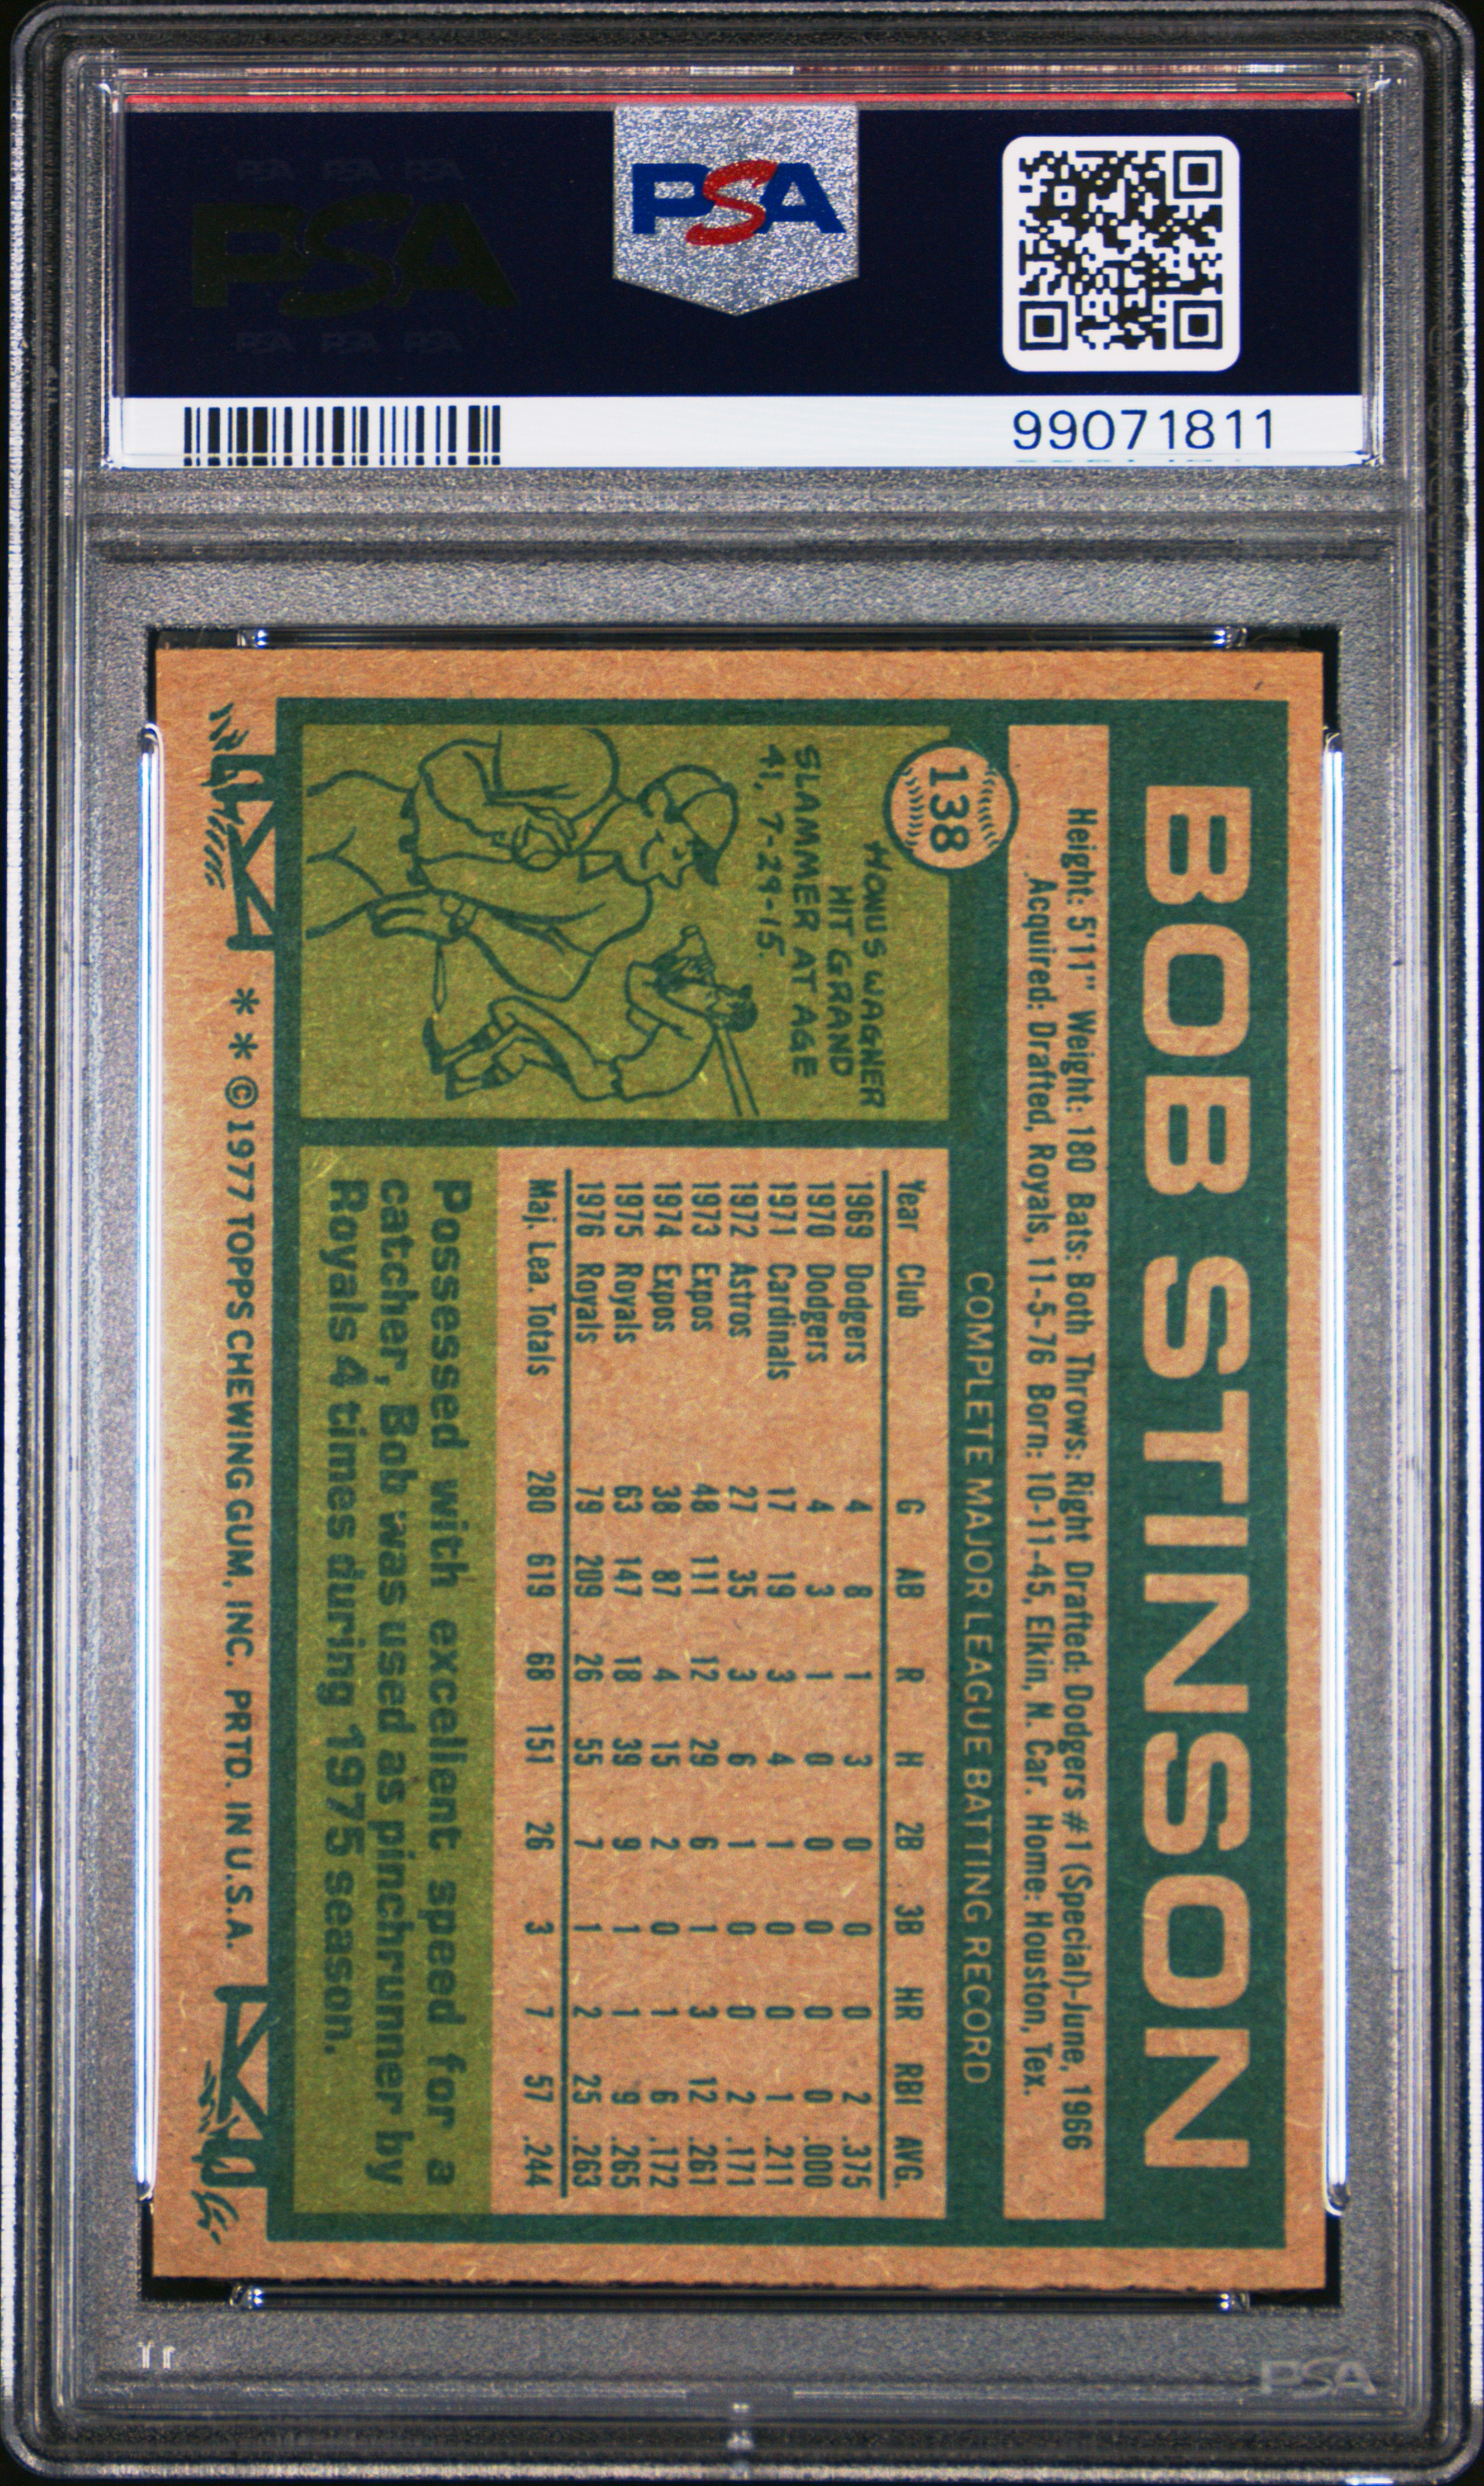 PSA PSA PSA
PSA
PSA PSA PSA
PSA
99071811
BOB STINSON
Height: 5'11" Weight: 180 Bats: Both Throws: Right Drafted: Dodgers #1 (Special)-June, 1966
Acquired: Drafted, Royals, 11-5-76 Born: 10-11-45, Elkin, N. Car. Home: Houston, Tex.
138
COMPLETE MAJOR LEAGUE BATTING RECORD
HONUS WAGNER
HIT GRAND
SLAMMER AT AGE
41, 7-29-15.
Year Club G AB R H 2B 3B HR RBI AVG.
1969 Dodgers 4 8 1 3 0 0 0 2 .375
1970 Dodgers 4 3 1 0 0 0 0 0 .000
1971 Cardinals 17 19 3 4 1 0 0 1 .211
1972 Astros 27 35 3 6 1 0 0 2 .171
1973 Expos 48 111 12 29 6 1 3 12 .261
1974 Expos 38 87 4 15 2 0 1 6 .172
1975 Royals 63 147 18 39 9 1 1 9 .265
1976 Royals 79 209 26 55 7 1 2 25 .263
Maj. Lea. Totals 280 619 68 151 26 3 7 57 .244
Possessed with excellent speed for a
catcher, Bob was used as pinchrunner by
Royals 4 times during 1975 season.
** © 1977 TOPPS CHEWING GUM, INC. PRTD. IN U.S.A.
PSA